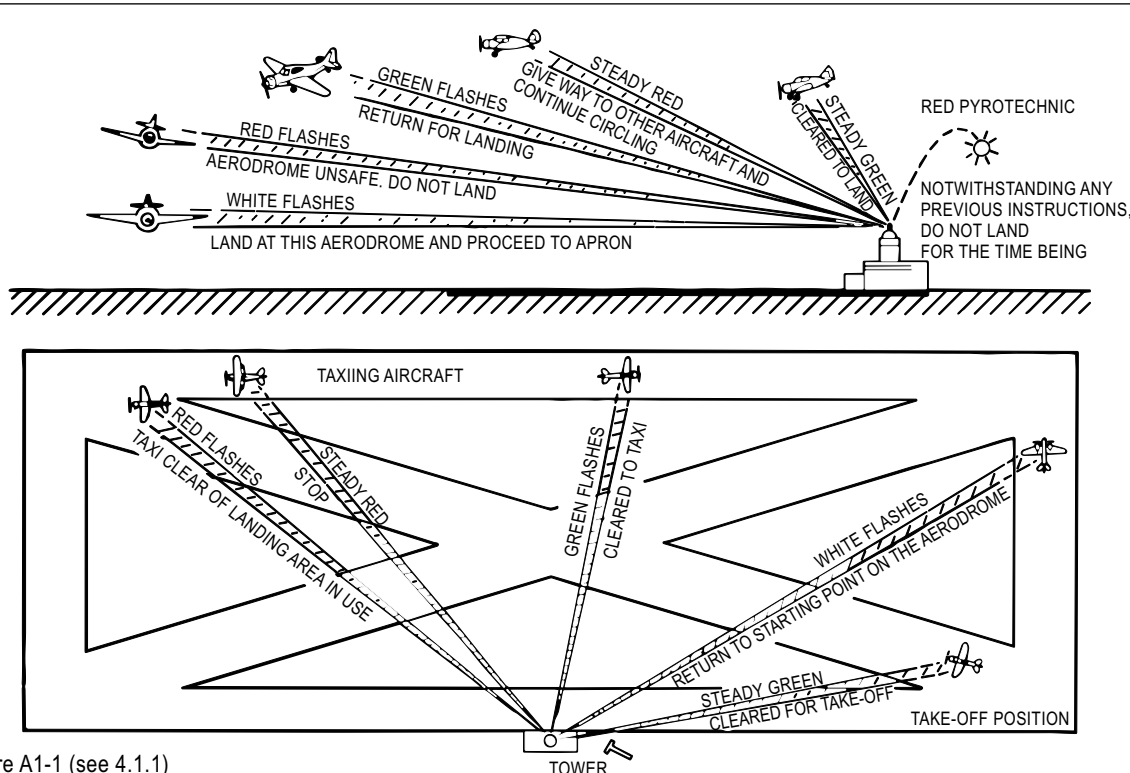 STEADY RED
GIVE WAY TO OTHER AIRCRAFT AND
CONTINUE CIRCLING
GREEN FLASHES
RETURN FOR LANDING
RED FLASHES
AERODROME UNSAFE. DO NOT LAND
WHITE FLASHES
LAND AT THIS AERODROME AND PROCEED TO APRON
STEADY GREEN
CLEARED TO LAND
RED PYROTECHNIC
NOTWITHSTANDING ANY
PREVIOUS INSTRUCTIONS,
DO NOT LAND
FOR THE TIME BEING
TAXIING AIRCRAFT
RED FLASHES
TAXI CLEAR OF LANDING AREA IN USE
STEADY RED
STOP
GREEN FLASHES
CLEARED TO TAXI
WHITE FLASHES
RETURN TO STARTING POINT ON THE AERODROME
STEADY GREEN
CLEARED FOR TAKE-OFF
TAKE-OFF POSITION
TOWER
re A1-1 (see 4.1.1)